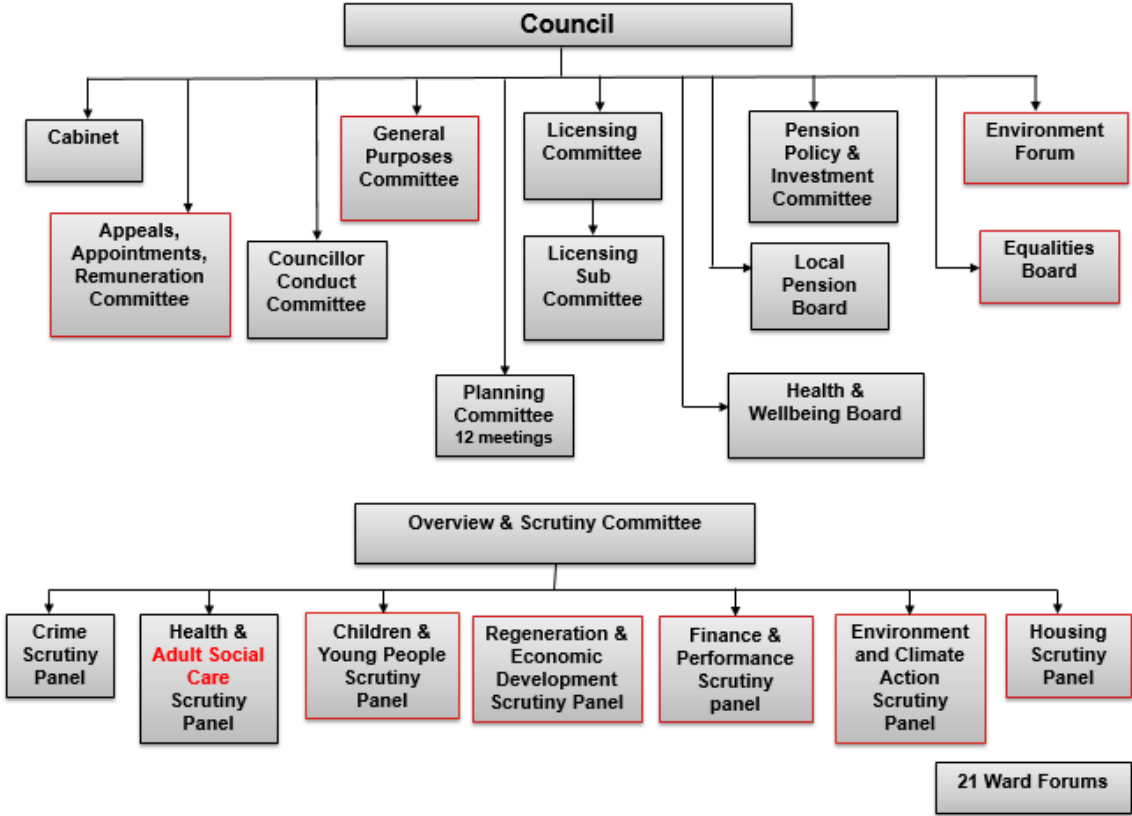 Council
Cabinet
General
Purposes
Committee
Licensing
Committee
Pension
Policy &
Investment
Committee
Environment
Forum
Appeals,
Appointments,
Remuneration
Committee
Councillor
Conduct
Committee
Licensing
Sub
Committee
Local
Pension
Board
Equalities
Board
Planning
Committee
12 meetings
Health &
Wellbeing Board
Overview & Scrutiny Committee
Crime
Scrutiny
Panel
Health &
Adult Social
Care
Scrutiny
Panel
Children &
Young People
Scrutiny
Panel
Regeneration &
Economic
Development
Scrutiny Panel
Finance &
Performance
Scrutiny
panel
Environment
and Climate
Action
Scrutiny
Panel
Housing
Scrutiny
Panel
21 Ward Forums